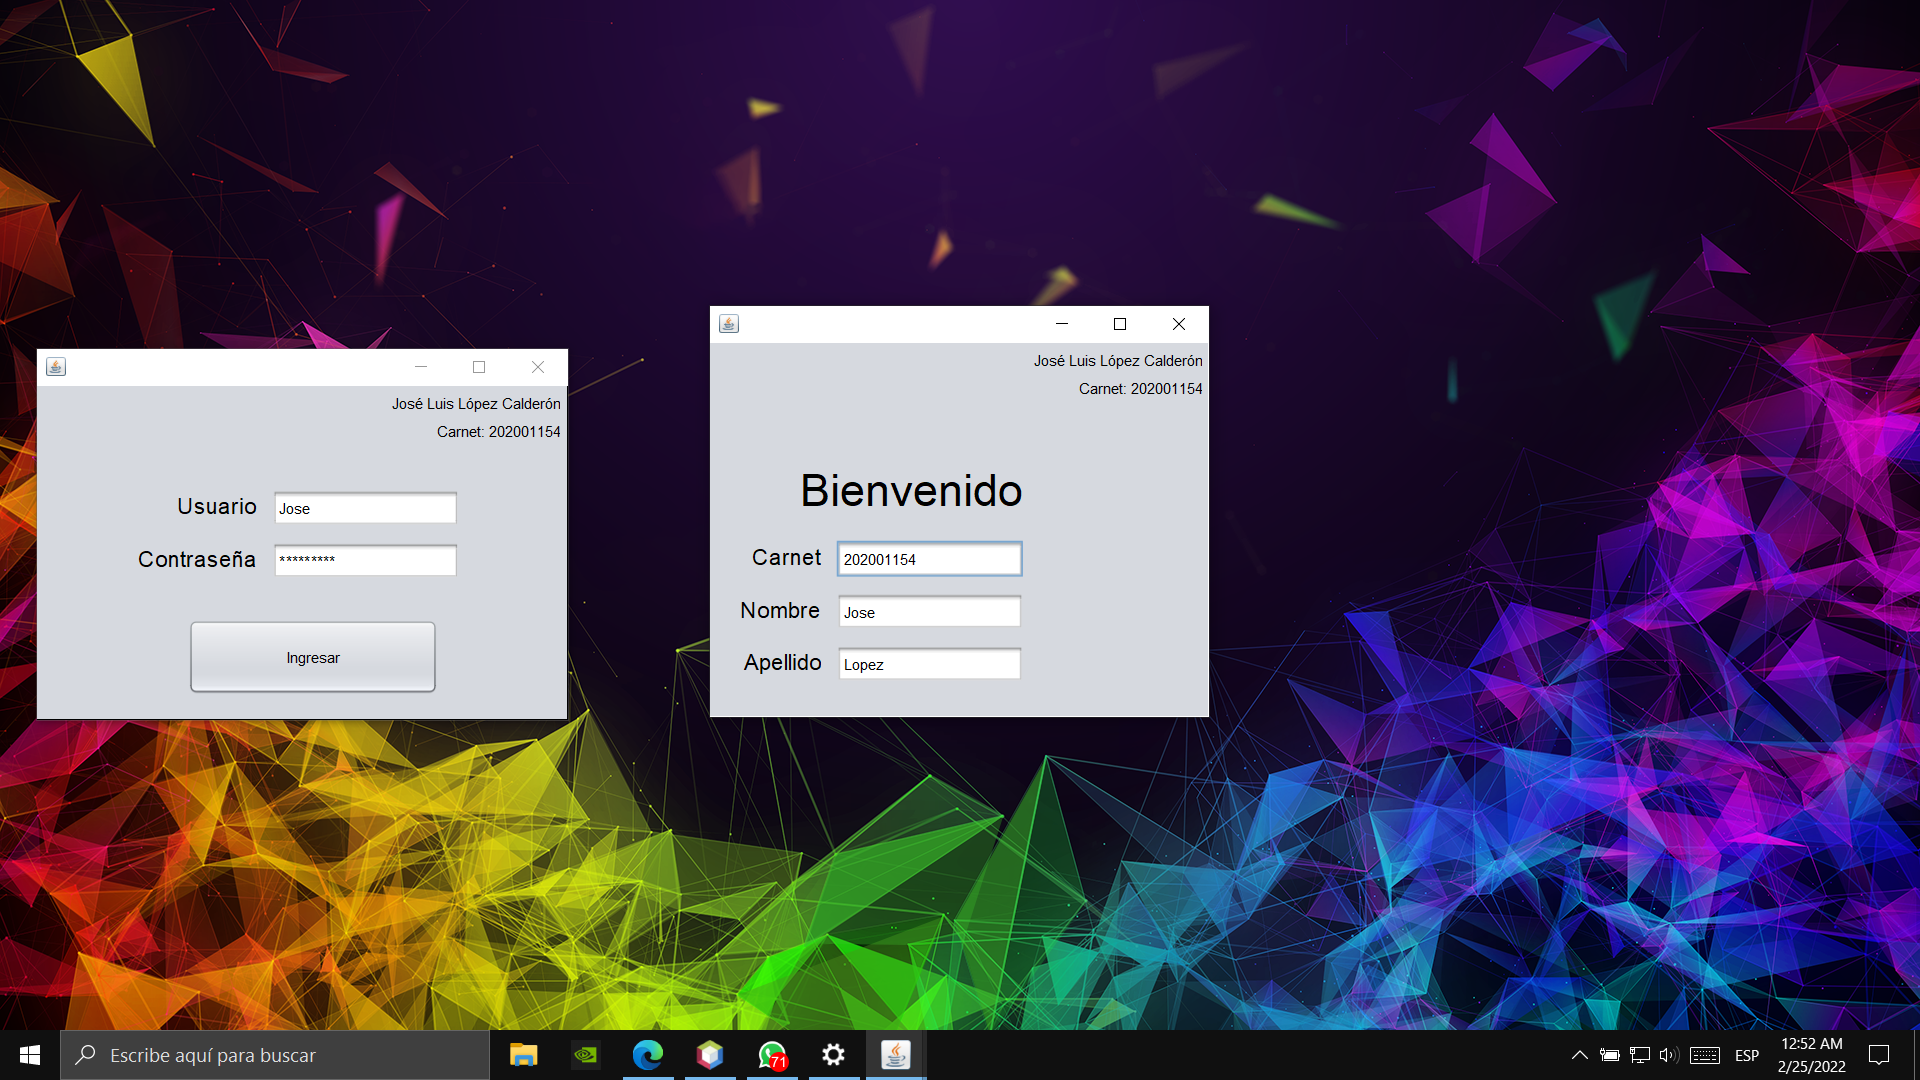 José Luis López Calderón
Carnet: 202001154
Usuario Jose
Contraseña *********
Ingresar
José Luis López Calderón
Carnet: 202001154
Bienvenido
Carnet 202001154
Nombre Jose
Apellido Lopez
Escribe aquí para buscar
71
ESP
12:52 AM
2/25/2022